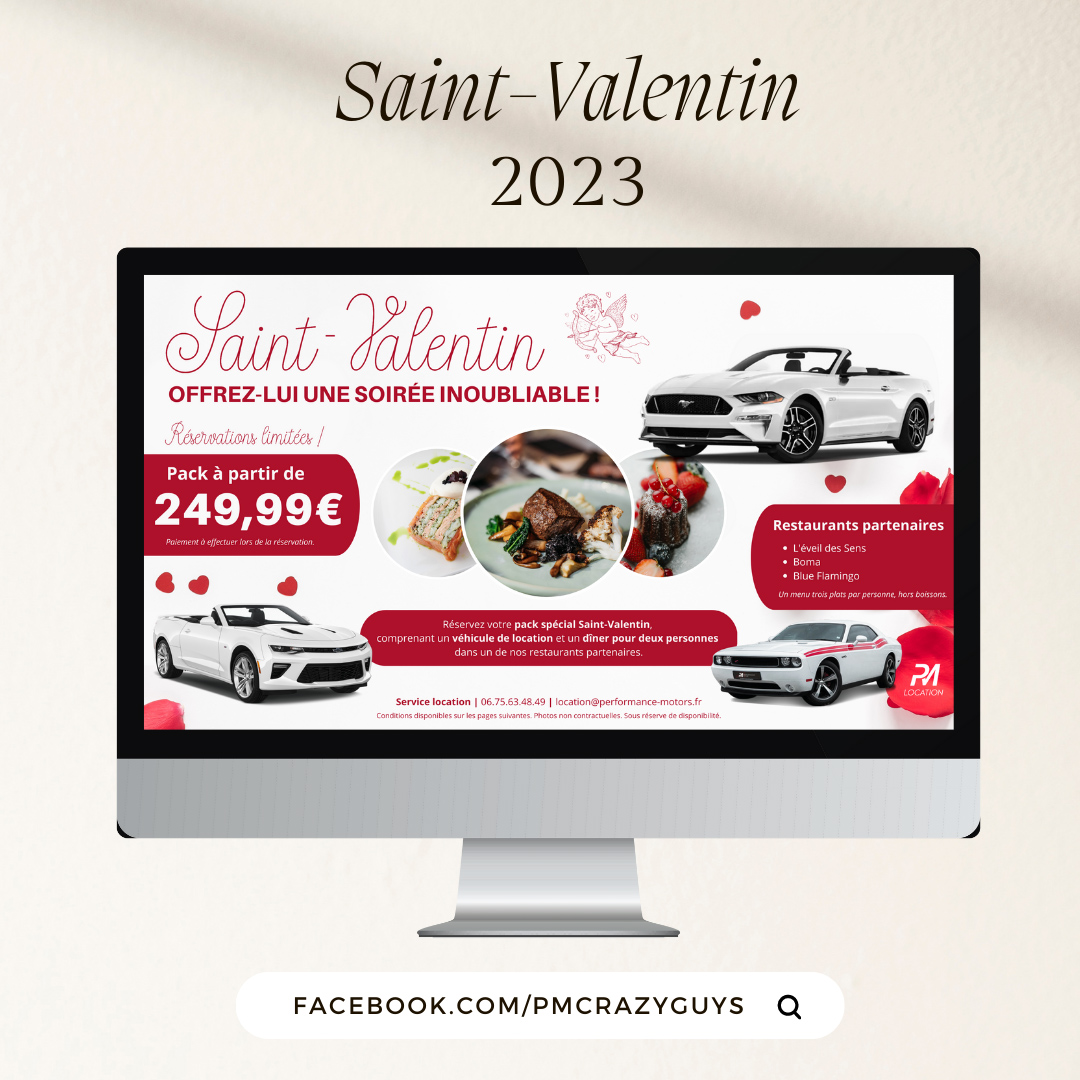 Saint-Valentin
2023
Saint-Valentin
OFFREZ-LUI UNE SOIRÉE INOUBLIABLE !
Réservations limitées !
Pack à partir de
249,99€
Paiement à effectuer lors de la réservation.
Restaurants partenaires
• L'éveil des Sens
• Boma
• Blue Flamingo
Un menu trois plats par personne, hors boissons.
Réservez votre pack spécial Saint-Valentin,
comprenant un véhicule de location et un dîner pour deux personnes
dans un de nos restaurants partenaires.
PM
LOCATION
Service location | 06.75.63.48.49 | location@performance-motors.fr
Conditions disponibles sur les pages suivantes. Photos non contractuelles. Sous réserve de disponibilité.
FACEBOOK.COM/PMCRAZYGUYS